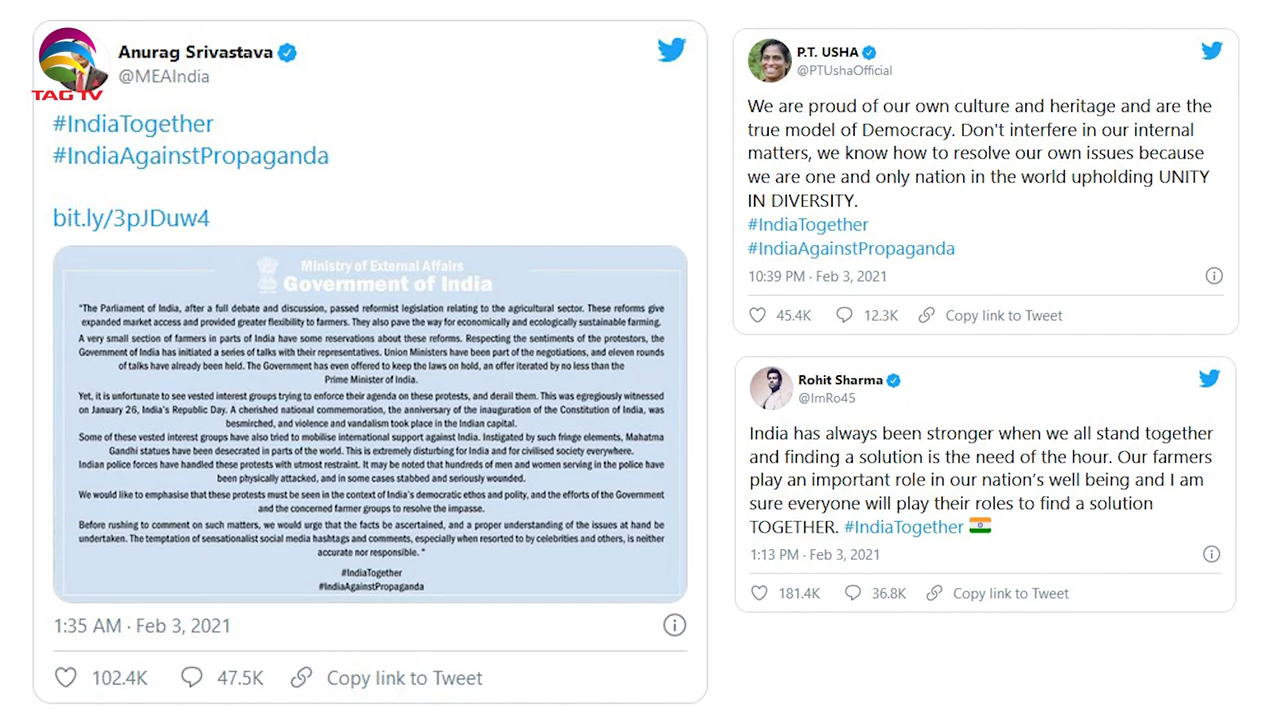 Anurag Srivastava
@MEAIndia
TAG TV
#IndiaTogether
#IndiaAgainstPropaganda
bit.ly/3pJDuw4
Ministry of External Affairs
Government of India
"The Parliament of India, after a full debate and discussion, passed reformist legislation relating to the agricultural sector. These reforms give
expanded market access and provided greater flexibility to farmers. They also pave the way for economically and ecologically sustainable farming.
A very small section of farmers in parts of India have some reservations about these reforms. Respecting the sentiments of the protestors, the
Government of India has initiated a series of talks with their representatives. Union Ministers have been part of the negotiations, and eleven rounds
of talks have already been held. The Government has even offered to keep the laws on hold, an offer iterated by no less than the
Prime Minister of India.
Yet, it is unfortunate to see vested interest groups trying to enforce their agenda on these protests, and derail them. This was egregiously witnessed
on January 26, India's Republic Day. A cherished national commemoration, the anniversary of the inauguration of the Constitution of India, was
besmirched, and violence and vandalism took place in the Indian capital.
Some of these vested interest groups have also tried to mobilise international support against India. Instigated by such fringe elements, Mahatma
Gandhi statues have been desecrated in parts of the world. This is extremely disturbing for India and for civilised society everywhere.
Indian police forces have handled these protests with utmost restraint. It may be noted that hundreds of men and women serving in the police have
been physically attacked, and in some cases stabbed and seriously wounded.
We would like to emphasise that these protests must be seen in the context of India's democratic ethos and polity, and the efforts of the Government
and the concerned farmer groups to resolve the impasse.
Before rushing to comment on such matters, we would urge that the facts be ascertained, and a proper understanding of the issues at hand be
undertaken. The temptation of sensationalist social media hashtags and comments, especially when resorted to by celebrities and others, is neither
accurate nor responsible. "
#IndiaTogether
#IndiaAgainstPropaganda
1:35 AM · Feb 3, 2021
102.4K 47.5K Copy link to Tweet
P.T. USHA
@PTUshaOfficial
We are proud of our own culture and heritage and are the
true model of Democracy. Don't interfere in our internal
matters, we know how to resolve our own issues because
we are one and only nation in the world upholding UNITY
IN DIVERSITY.
#IndiaTogether
#IndiaAgainstPropaganda
10:39 PM · Feb 3, 2021
45.4K 12.3K Copy link to Tweet
Rohit Sharma
@ImRo45
India has always been stronger when we all stand together
and finding a solution is the need of the hour. Our farmers
play an important role in our nation's well being and I am
sure everyone will play their roles to find a solution
TOGETHER. #IndiaTogether 🇮🇳
1:13 PM · Feb 3, 2021
181.4K 36.8K Copy link to Tweet